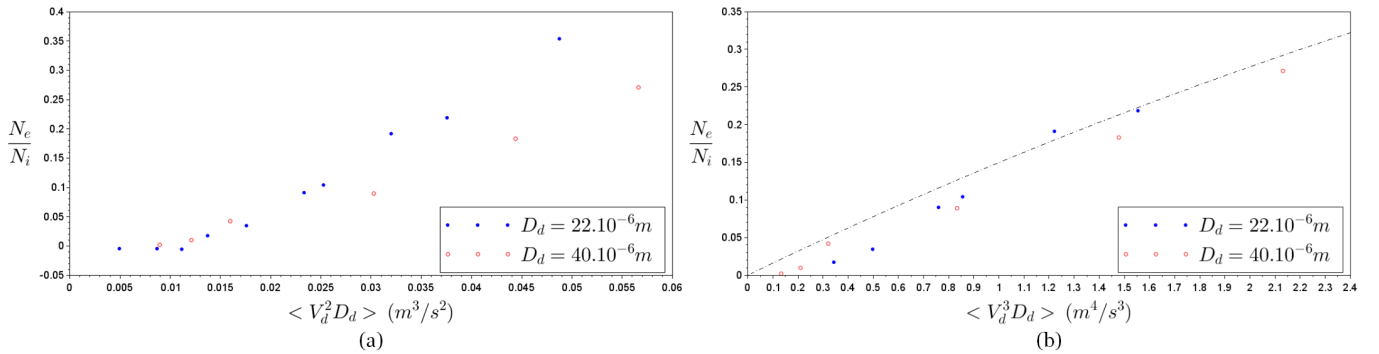 0.4
0.35
0.3
0.25
0.2
0.15
0.1
0.05
0
-0.05
N_e
N_i
0 0.005 0.01 0.015 0.02 0.025 0.03 0.035 0.04 0.045 0.05 0.055 0.06
D_d = 22.10^{-6}m
D_d = 40.10^{-6}m
< V_d^2 D_d > (m^3/s^2)
(a)
0.35
0.3
0.25
0.2
0.15
0.1
0.05
0
N_e
N_i
0 0.1 0.2 0.3 0.4 0.5 0.6 0.7 0.8 0.9 1 1.1 1.2 1.3 1.4 1.5 1.6 1.7 1.8 1.9 2 2.1 2.2 2.3 2.4
D_d = 22.10^{-6}m
D_d = 40.10^{-6}m
< V_d^3 D_d > (m^4/s^3)
(b)